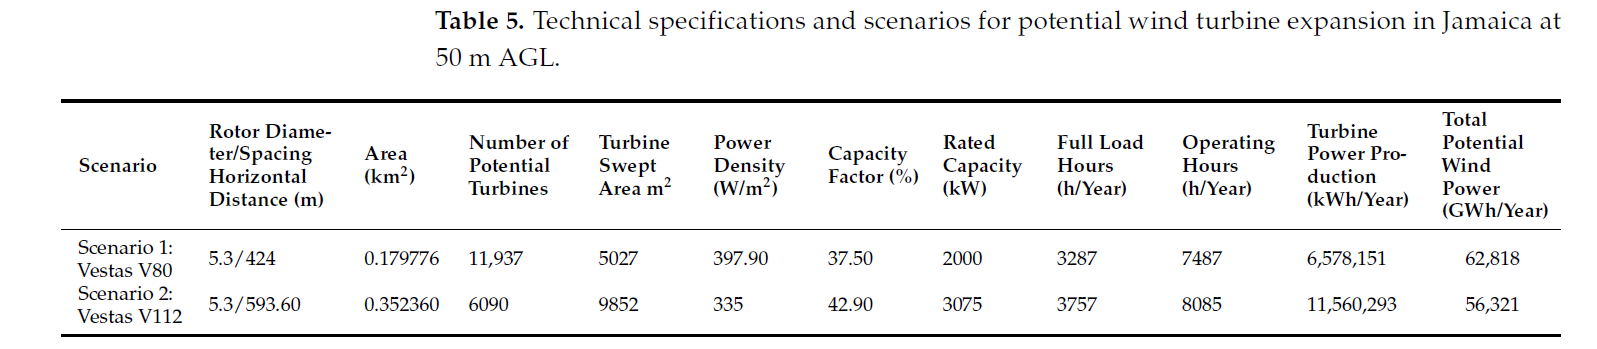 Table 5. Technical specifications and scenarios for potential wind turbine expansion in Jamaica at
50 m AGL.
Scenario
Rotor Diame-
ter/Spacing
Horizontal
Distance (m)
Area
(km²)
Number of
Potential
Turbines
Turbine
Swept
Area m²
Power
Density
(W/m²)
Capacity
Factor (%)
Rated
Capacity
(kW)
Full Load
Hours
(h/Year)
Operating
Hours
(h/Year)
Turbine
Power Pro-
duction
(kWh/Year)
Total
Potential
Wind
Power
(GWh/Year)
Scenario 1:
Vestas V80
5.3/424 0.179776 11,937 5027 397.90 37.50 2000 3287 7487 6,578,151 62,818
Scenario 2:
Vestas V112
5.3/593.60 0.352360 6090 9852 335 42.90 3075 3757 8085 11,560,293 56,321